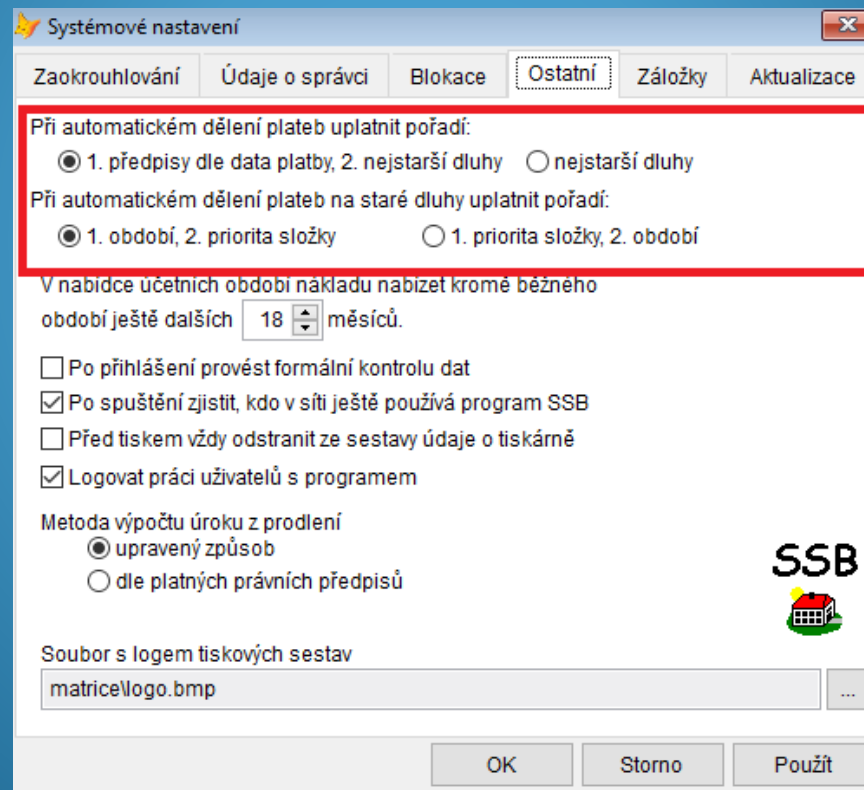 Systémové nastavení
Zaokrouhlování Údaje o správci Blokace Ostatní Záložky Aktualizace
Při automatickém dělení plateb uplatnit pořadí:
1. předpisy dle data platby, 2. nejstarší dluhy nejstarší dluhy
Při automatickém dělení plateb na staré dluhy uplatnit pořadí:
1. období, 2. priorita složky 1. priorita složky, 2. období
V nabídce účetních období nákladu nabízet kromě běžného
období ještě dalších 18 měsíců.
Po přihlášení provést formální kontrolu dat
Po spuštění zjistit, kdo v síti ještě používá program SSB
Před tiskem vždy odstranit ze sestavy údaje o tiskárně
Logovat práci uživatelů s programem
Metoda výpočtu úroku z prodlení
upravený způsob
dle platných právních předpisů
SSB
Soubor s logem tiskových sestav
matrice\logo.bmp ...
OK Storno Použít